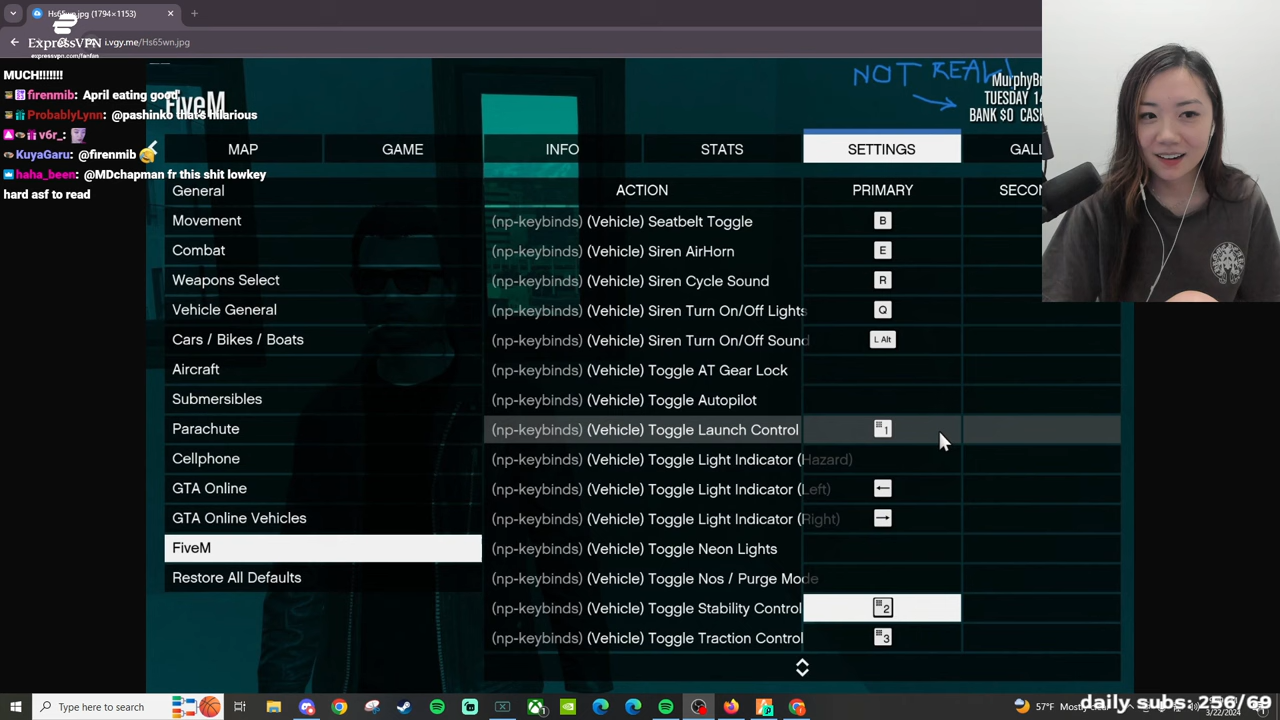 Hs65wn.jpg (1794×1153)
ExpressVPN
expressvpn.com/fanfan
i.vgy.me/Hs65wn.jpg
MUCH!!!!!!!
firenmib: April eating good
ProbablyLynn: @pashinko that's hilarious
v6r_:
KuyaGaru: @firenmib
haha_been: @MDchapman fr this shit lowkey
hard asf to read
NOT REAL!
FiveM
MurphyBr
TUESDAY 14
BANK $0 CASH
MAP GAME INFO STATS SETTINGS GALL
General
Movement
Combat
Weapons Select
Vehicle General
Cars / Bikes / Boats
Aircraft
Submersibles
Parachute
Cellphone
GTA Online
GTA Online Vehicles
FiveM
Restore All Defaults
ACTION PRIMARY SECON
(np-keybinds) (Vehicle) Seatbelt Toggle B
(np-keybinds) (Vehicle) Siren AirHorn E
(np-keybinds) (Vehicle) Siren Cycle Sound R
(np-keybinds) (Vehicle) Siren Turn On/Off Lights Q
(np-keybinds) (Vehicle) Siren Turn On/Off Sound L Alt
(np-keybinds) (Vehicle) Toggle AT Gear Lock
(np-keybinds) (Vehicle) Toggle Autopilot
(np-keybinds) (Vehicle) Toggle Launch Control 1
(np-keybinds) (Vehicle) Toggle Light Indicator (Hazard)
(np-keybinds) (Vehicle) Toggle Light Indicator (Left) ←
(np-keybinds) (Vehicle) Toggle Light Indicator (Right) →
(np-keybinds) (Vehicle) Toggle Neon Lights
(np-keybinds) (Vehicle) Toggle Nos / Purge Mode
(np-keybinds) (Vehicle) Toggle Stability Control 2
(np-keybinds) (Vehicle) Toggle Traction Control 3
Type here to search
57°F
daily subs: 256/69
3/22/2024